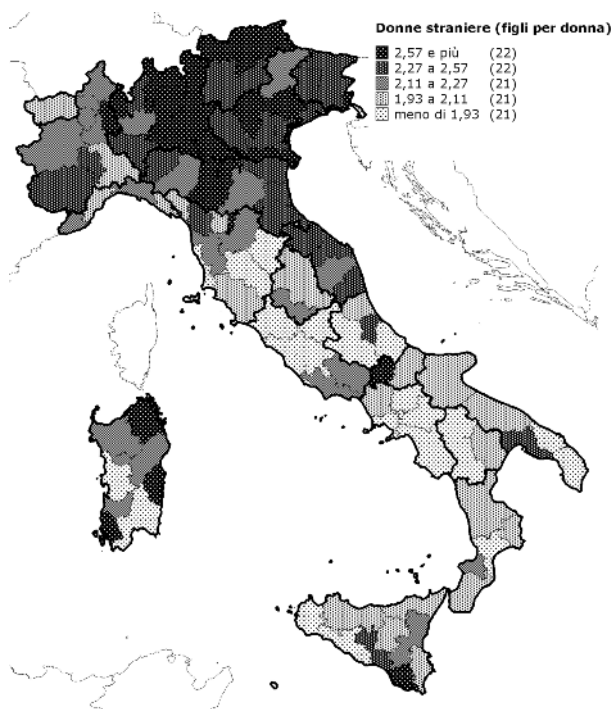 Donne straniere (figli per donna)
2,57 e più (22)
2,27 a 2,57 (22)
2,11 a 2,27 (21)
1,93 a 2,11 (21)
meno di 1,93 (21)